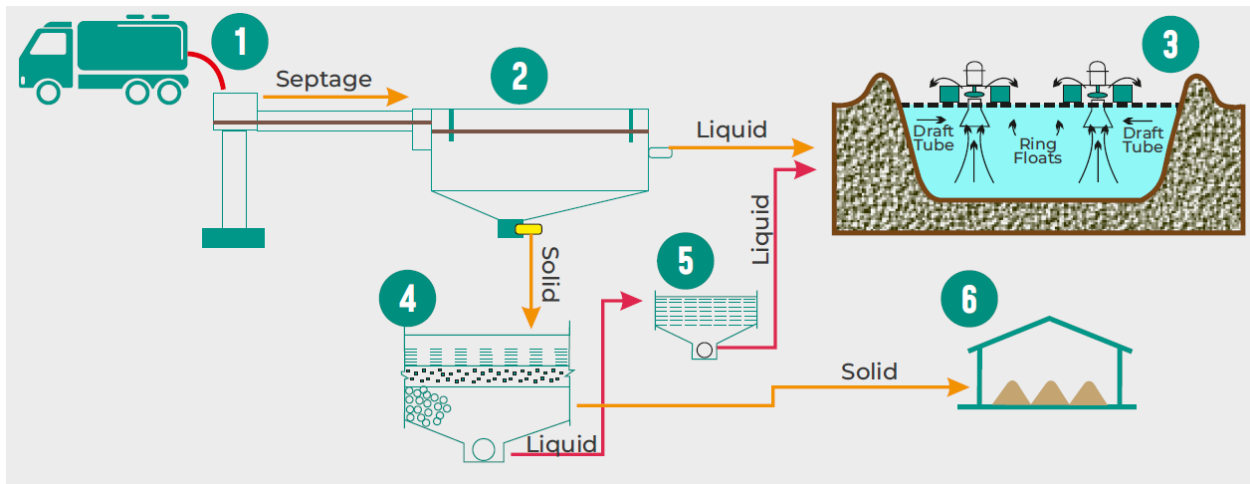 1
Septage
2
3
Liquid
Draft
Tube
Ring
Floats
Draft
Tube
Solid
Liquid
4
5
6
Solid
Liquid